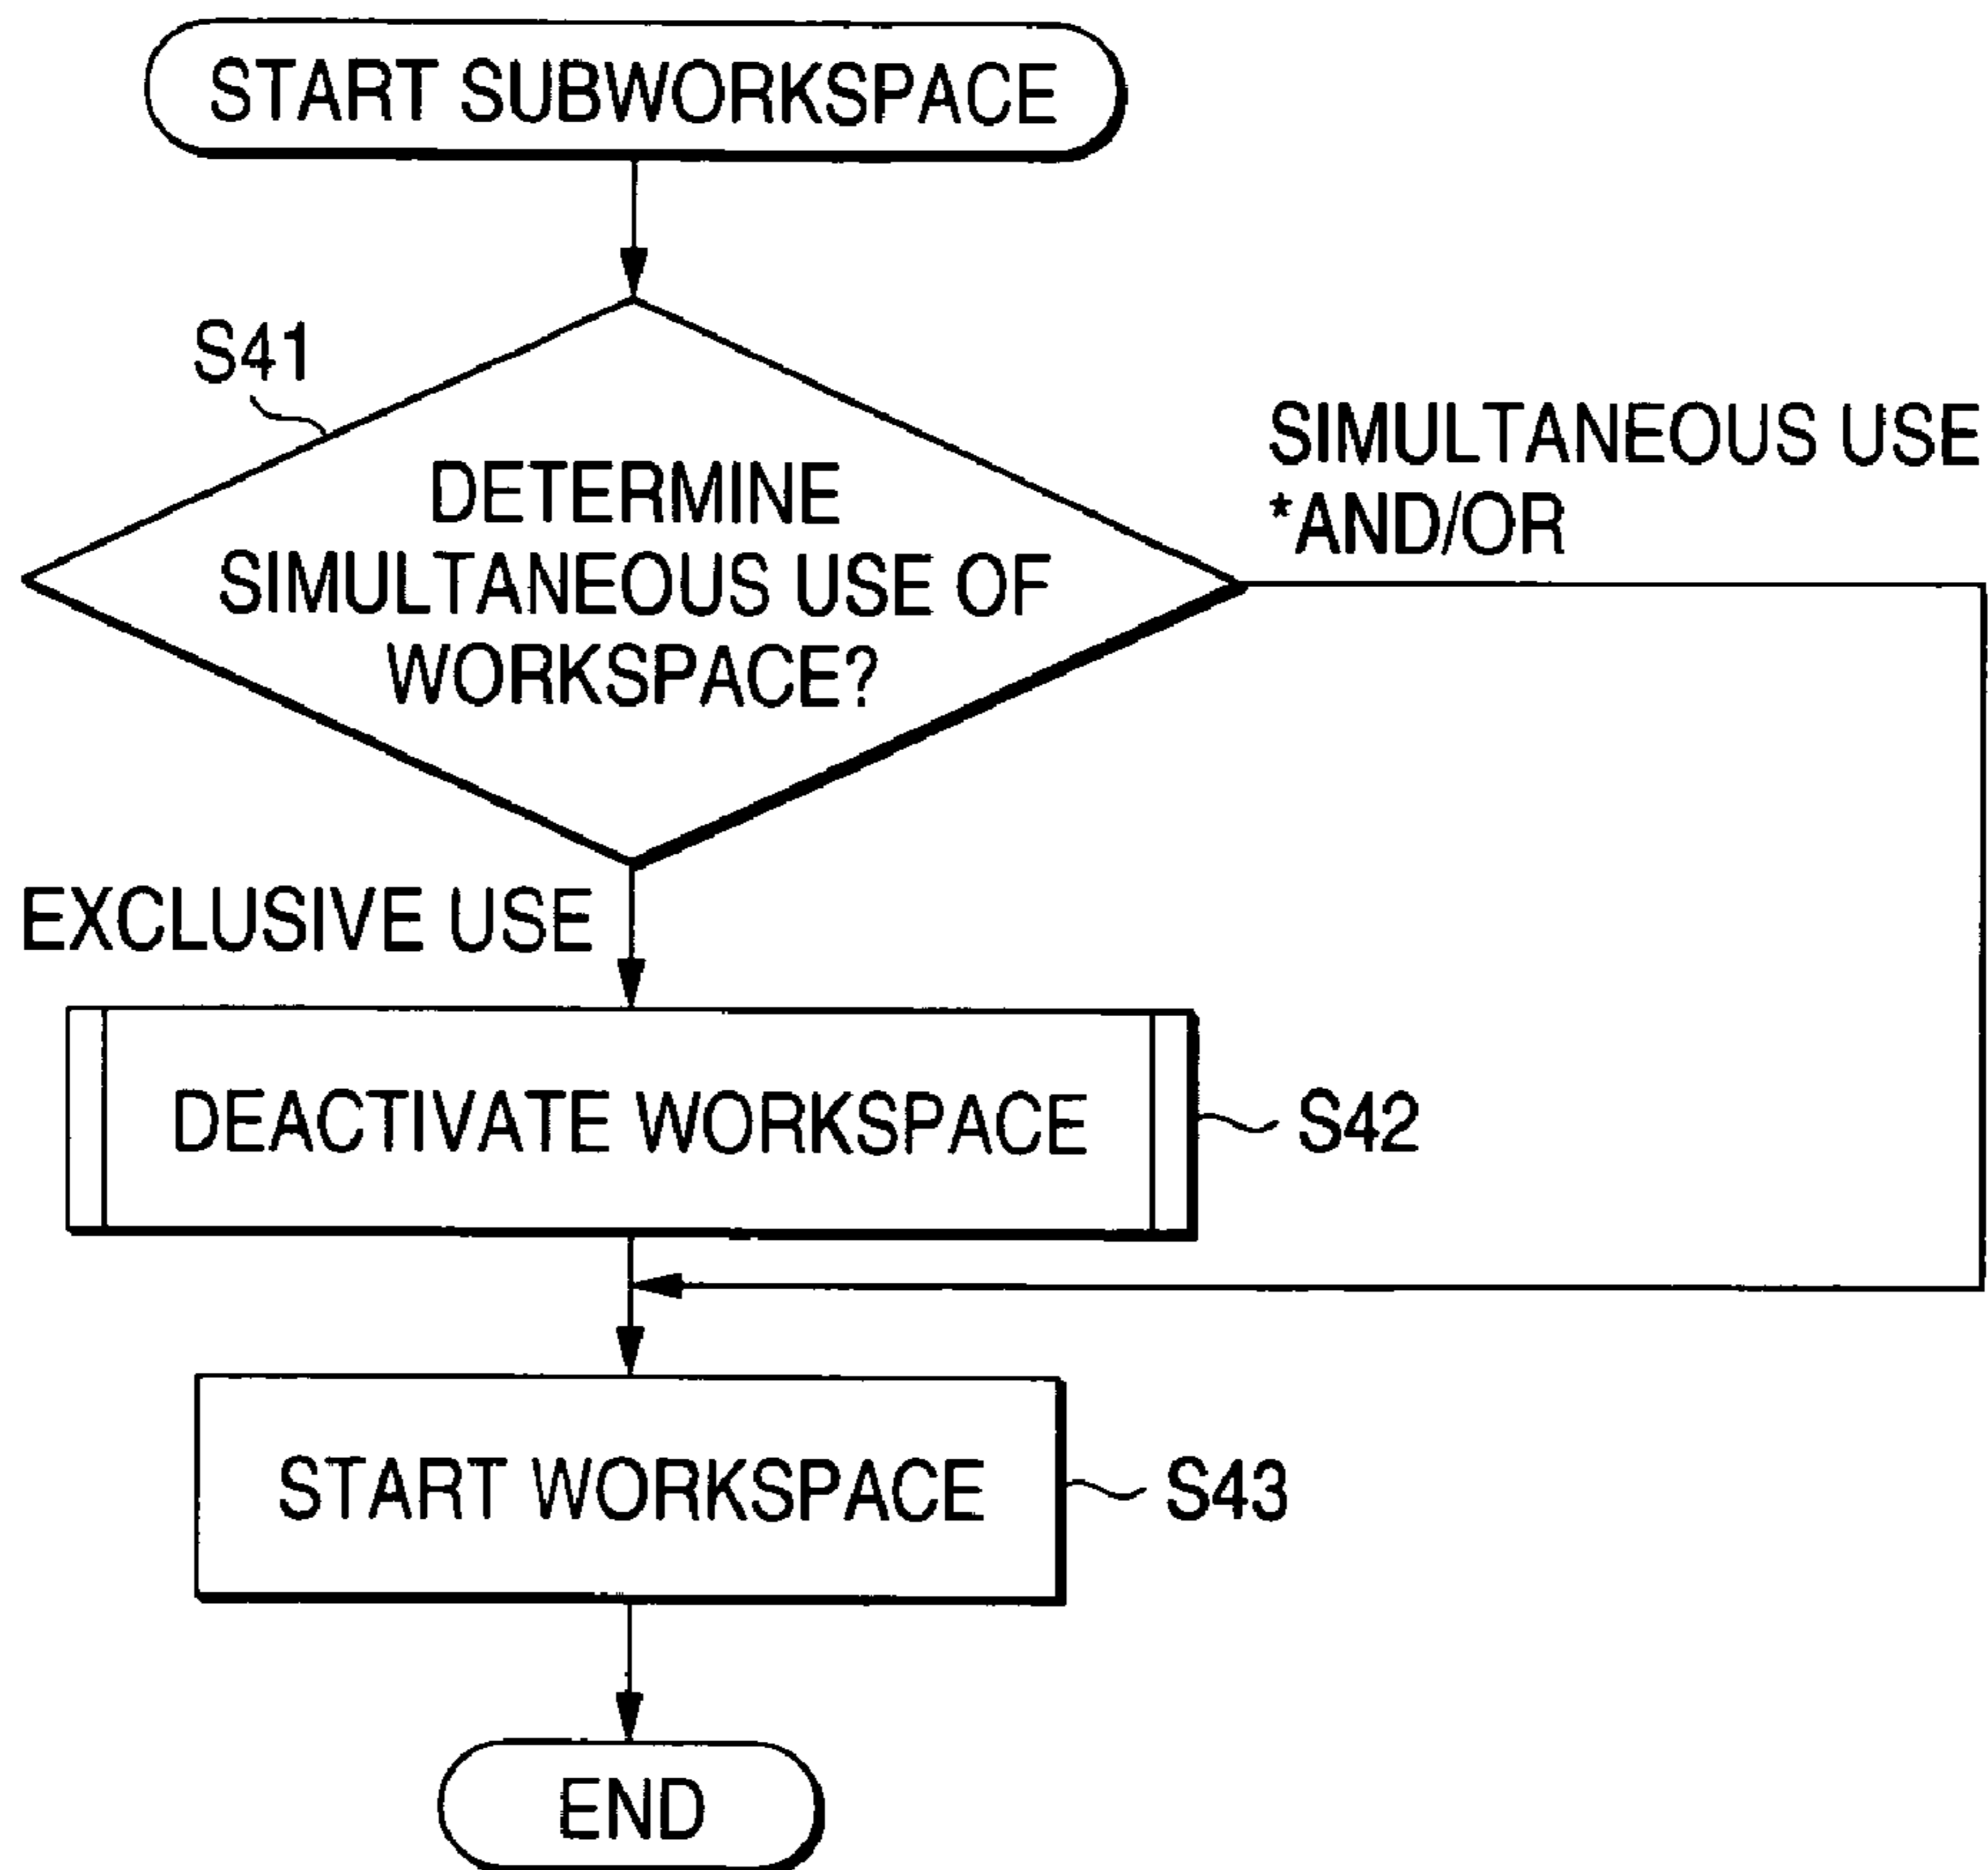 START SUBWORKSPACE
S41
DETERMINE
SIMULTANEOUS USE OF
WORKSPACE?
SIMULTANEOUS USE
*AND/OR
EXCLUSIVE USE
DEACTIVATE WORKSPACE
S42
START WORKSPACE
S43
END